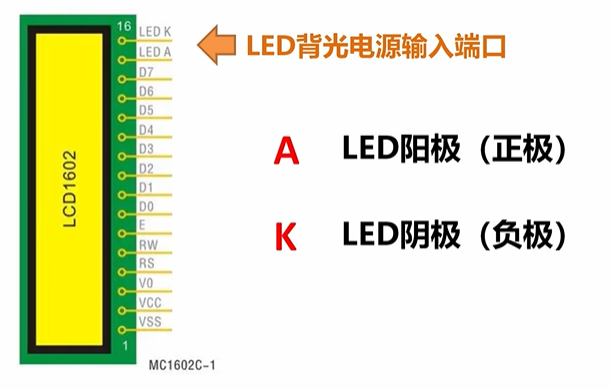 16
LED K
LED A
LED背光电源输入端口
D7
D6
D5
D4
D3
D2
D1
D0
E
RW
RS
V0
VCC
VSS
1
LCD1602
A LED阳极（正极）
K LED阴极（负极）
MC1602C-1